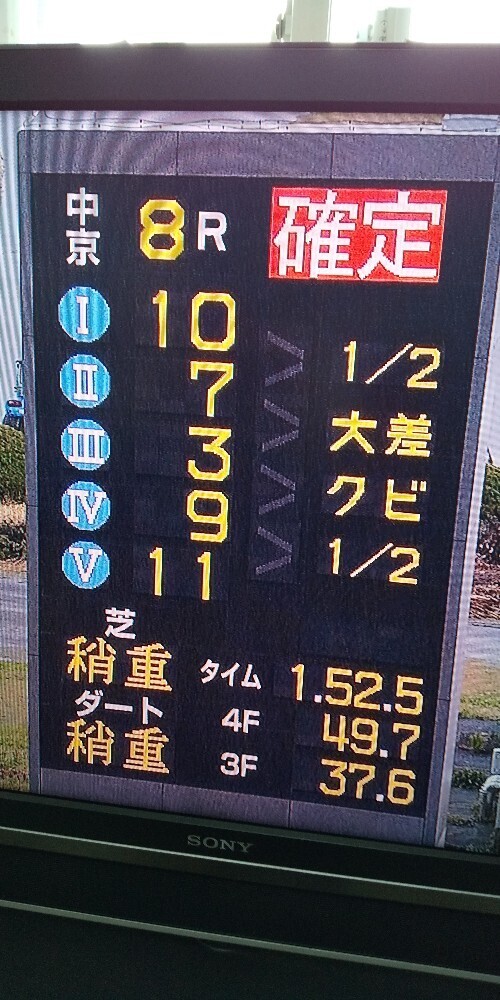 中京 8R 確定
Ⅰ 10
1/2
Ⅱ 7
大差
Ⅲ 3
クビ
Ⅳ 9
1/2
Ⅴ 11
芝
稍重 タイム 1.52.5
ダート 4F 49.7
稍重 3F 37.6
SONY